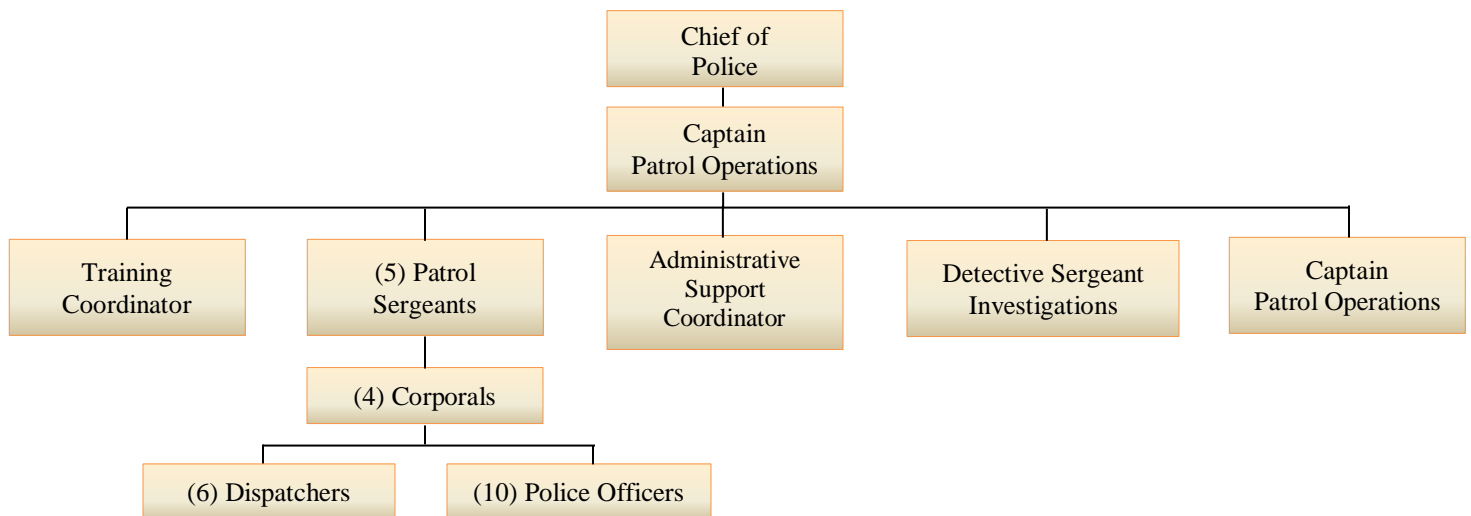 Chief of
Police
Captain
Patrol Operations
Training
Coordinator
(5) Patrol
Sergeants
Administrative
Support
Coordinator
Detective Sergeant
Investigations
Captain
Patrol Operations
(4) Corporals
(6) Dispatchers
(10) Police Officers